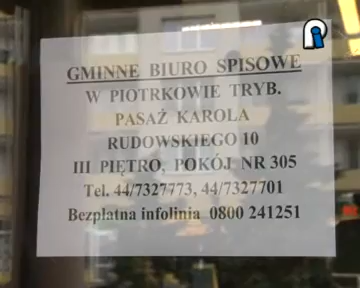 GMINNE BIURO SPISOWE
W PIOTRKOWIE TRYB.
PASAŻ KAROLA
RUDOWSKIEGO 10
III PIĘTRO, POKÓJ NR 305
Tel. 44/7327773, 44/7327701
Bezpłatna infolinia 0800 241251